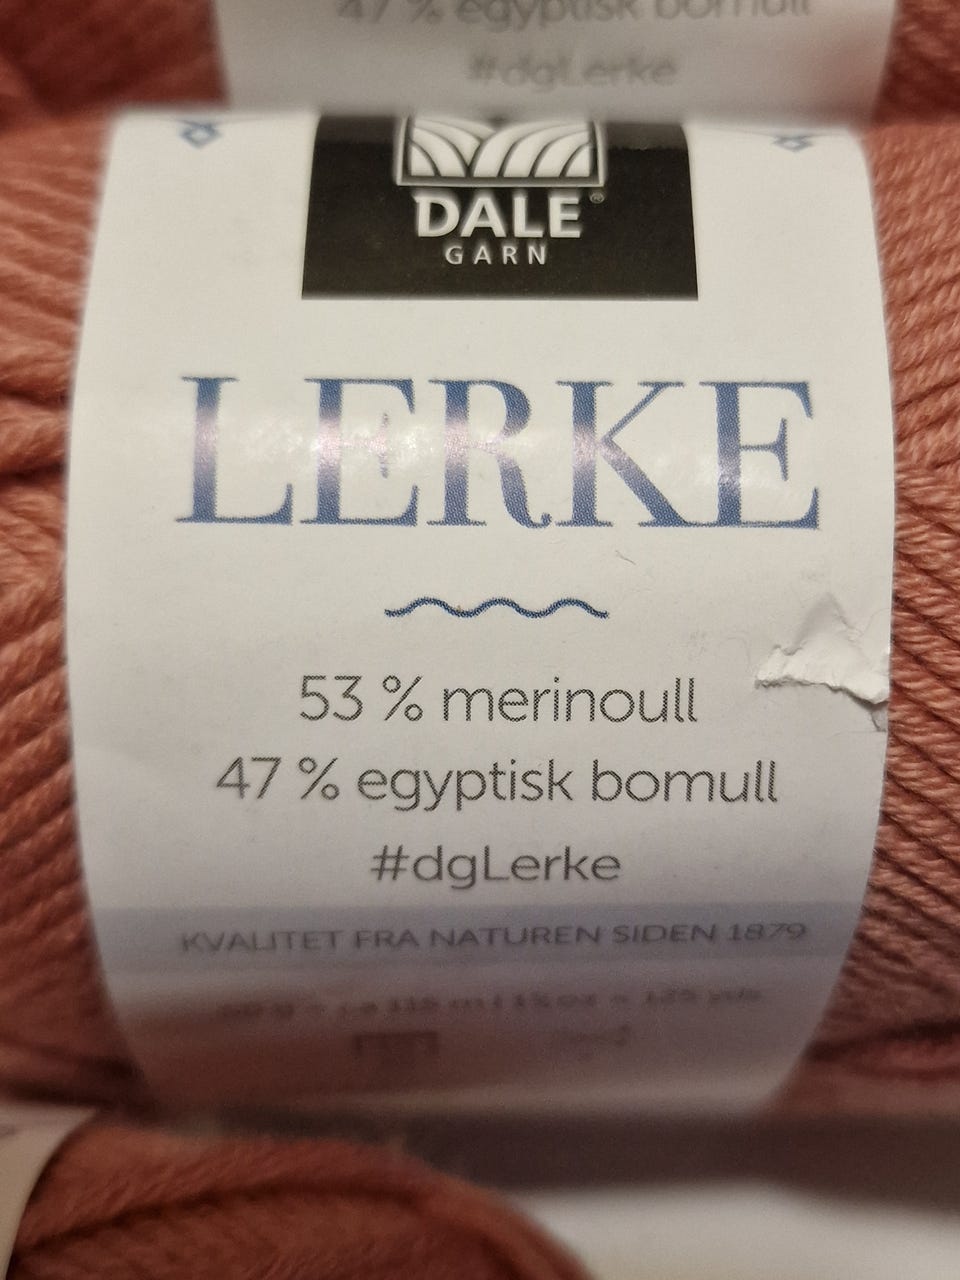 47 % egyptisk bomull
#dgLerke
DALE
GARN
LERKE
53 % merinoull
47 % egyptisk bomull
#dgLerke
KVALITET FRA NATUREN SIDEN 1879